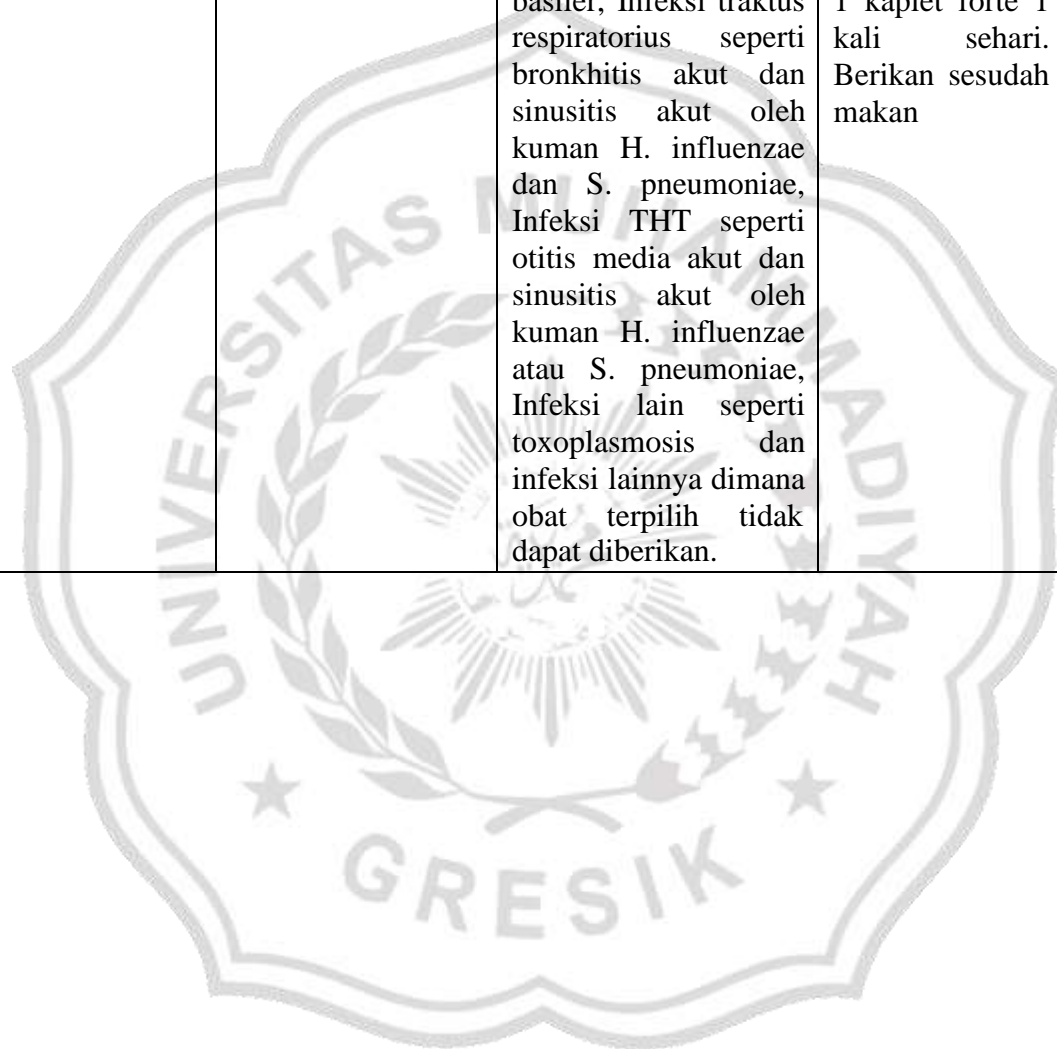 basiler, Infeksi traktus
respiratorius seperti
bronkhitis akut dan
sinusitis akut oleh
kuman H. influenzae
dan S. pneumoniae,
Infeksi THT seperti
otitis media akut dan
sinusitis akut oleh
kuman H. influenzae
atau S. pneumoniae,
Infeksi lain seperti
toxoplasmosis dan
infeksi lainnya dimana
obat terpilih tidak
dapat diberikan.
1 kaplet forte 1
kali sehari.
Berikan sesudah
makan
UNIVERSITAS MUHAMMADIYAH
GRESIK